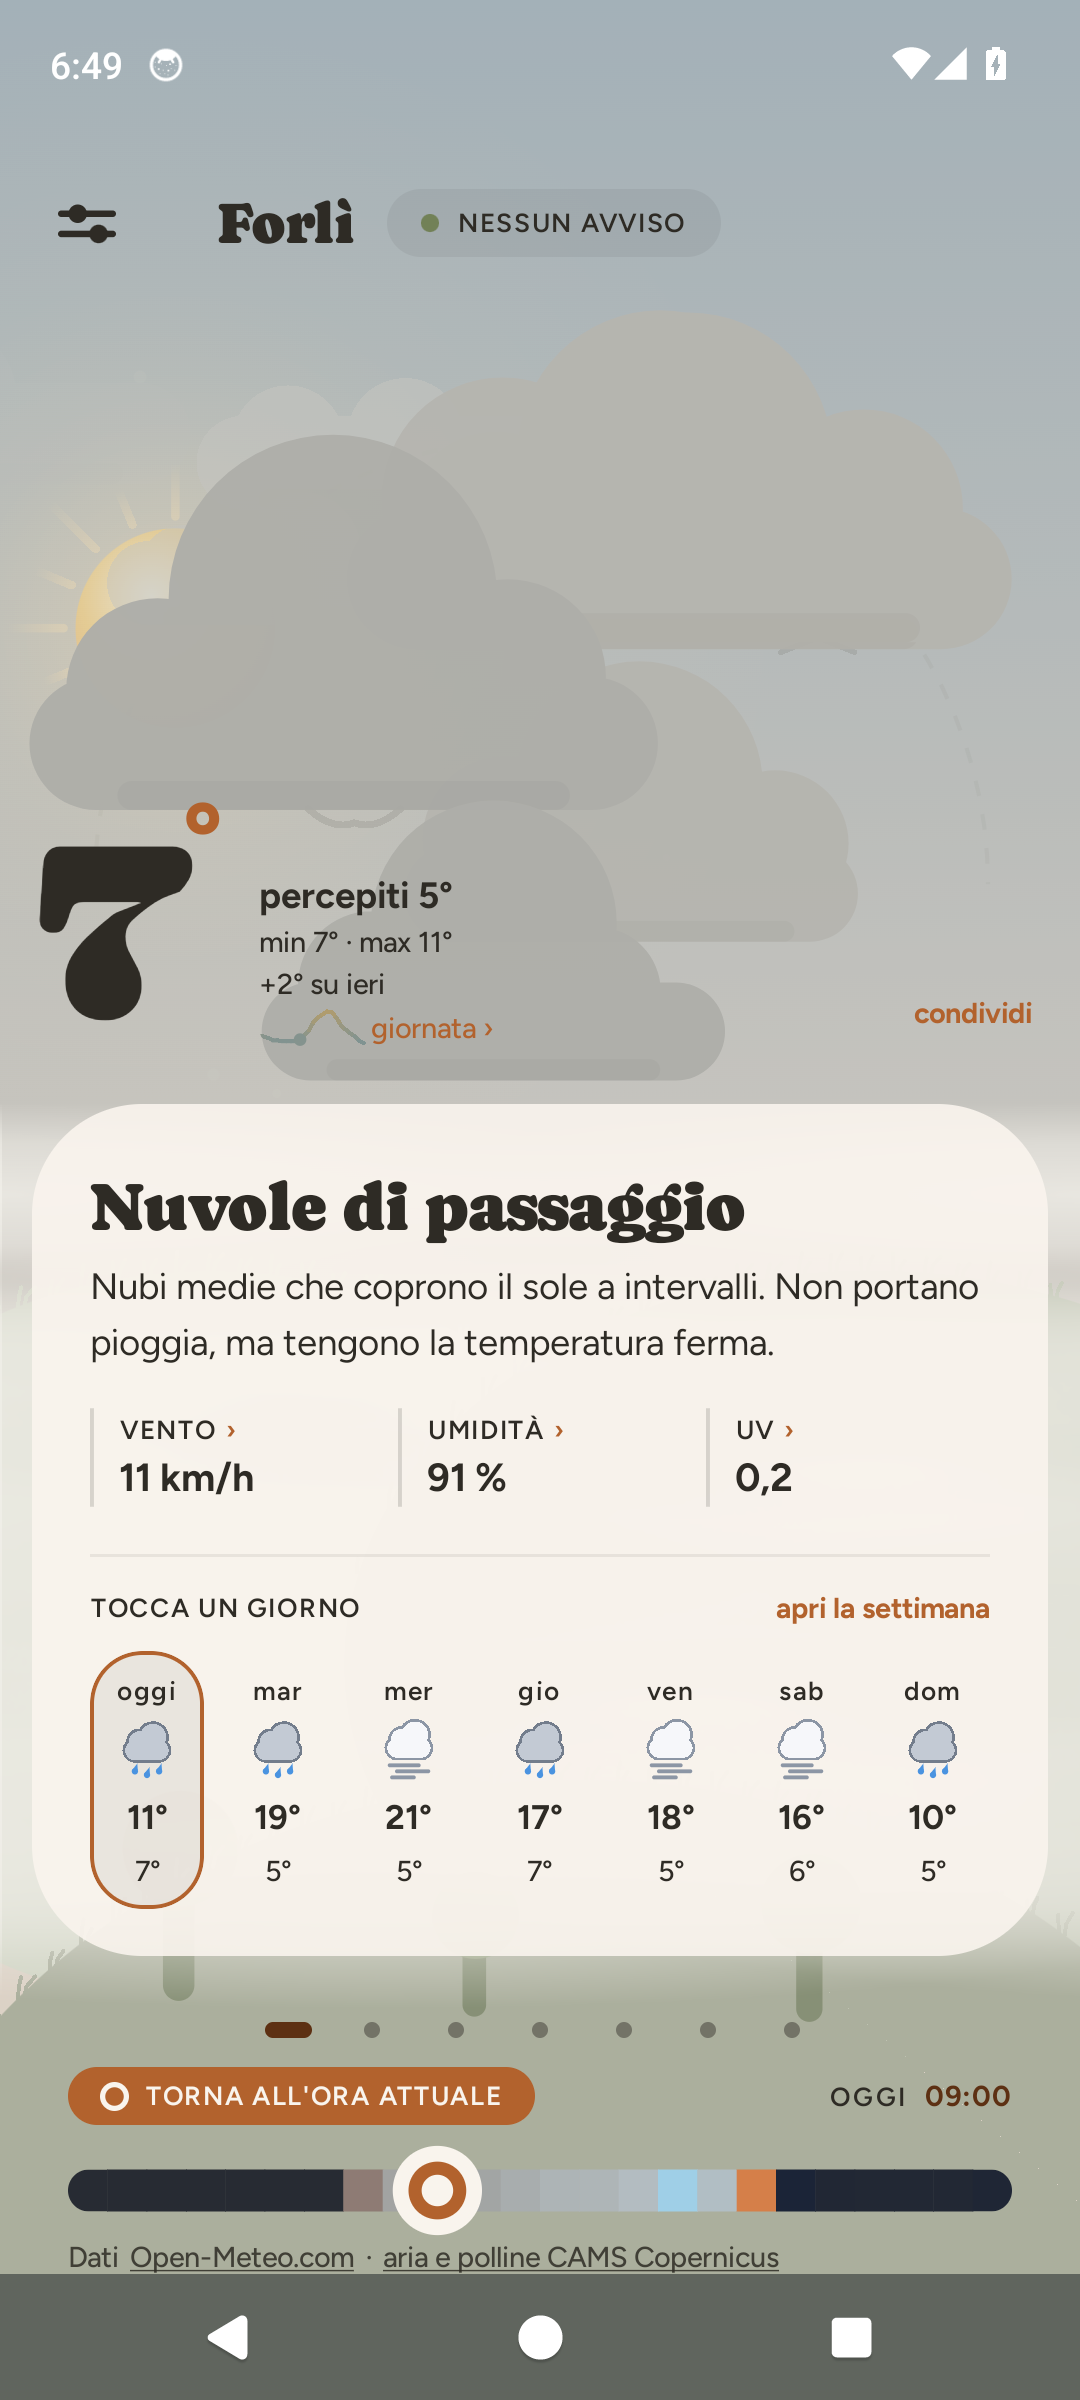 6:49
Forlì NESSUN AVVISO
7°
percepiti 5°
min 7° · max 11°
+2° su ieri
giornata ›
condividi
Nuvole di passaggio
Nubi medie che coprono il sole a intervalli. Non portano
pioggia, ma tengono la temperatura ferma.
VENTO › UMIDITÀ › UV ›
11 km/h 91 % 0,2
TOCCA UN GIORNO apri la settimana
oggi mar mer gio ven sab dom
11° 19° 21° 17° 18° 16° 10°
7° 5° 5° 7° 5° 6° 5°
TORNA ALL'ORA ATTUALE OGGI 09:00
Dati Open-Meteo.com · aria e polline CAMS Copernicus